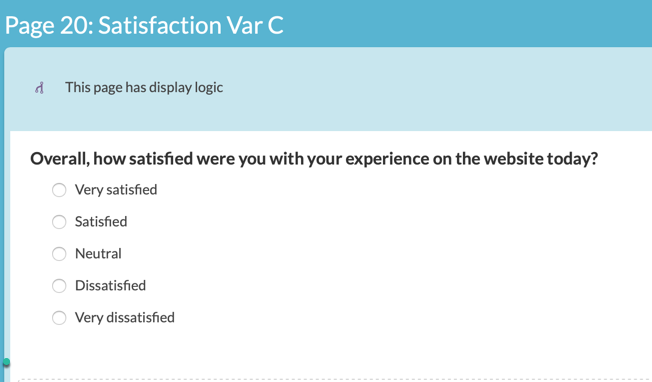 Page 20: Satisfaction Var C
This page has display logic
Overall, how satisfied were you with your experience on the website today?
Very satisfied
Satisfied
Neutral
Dissatisfied
Very dissatisfied